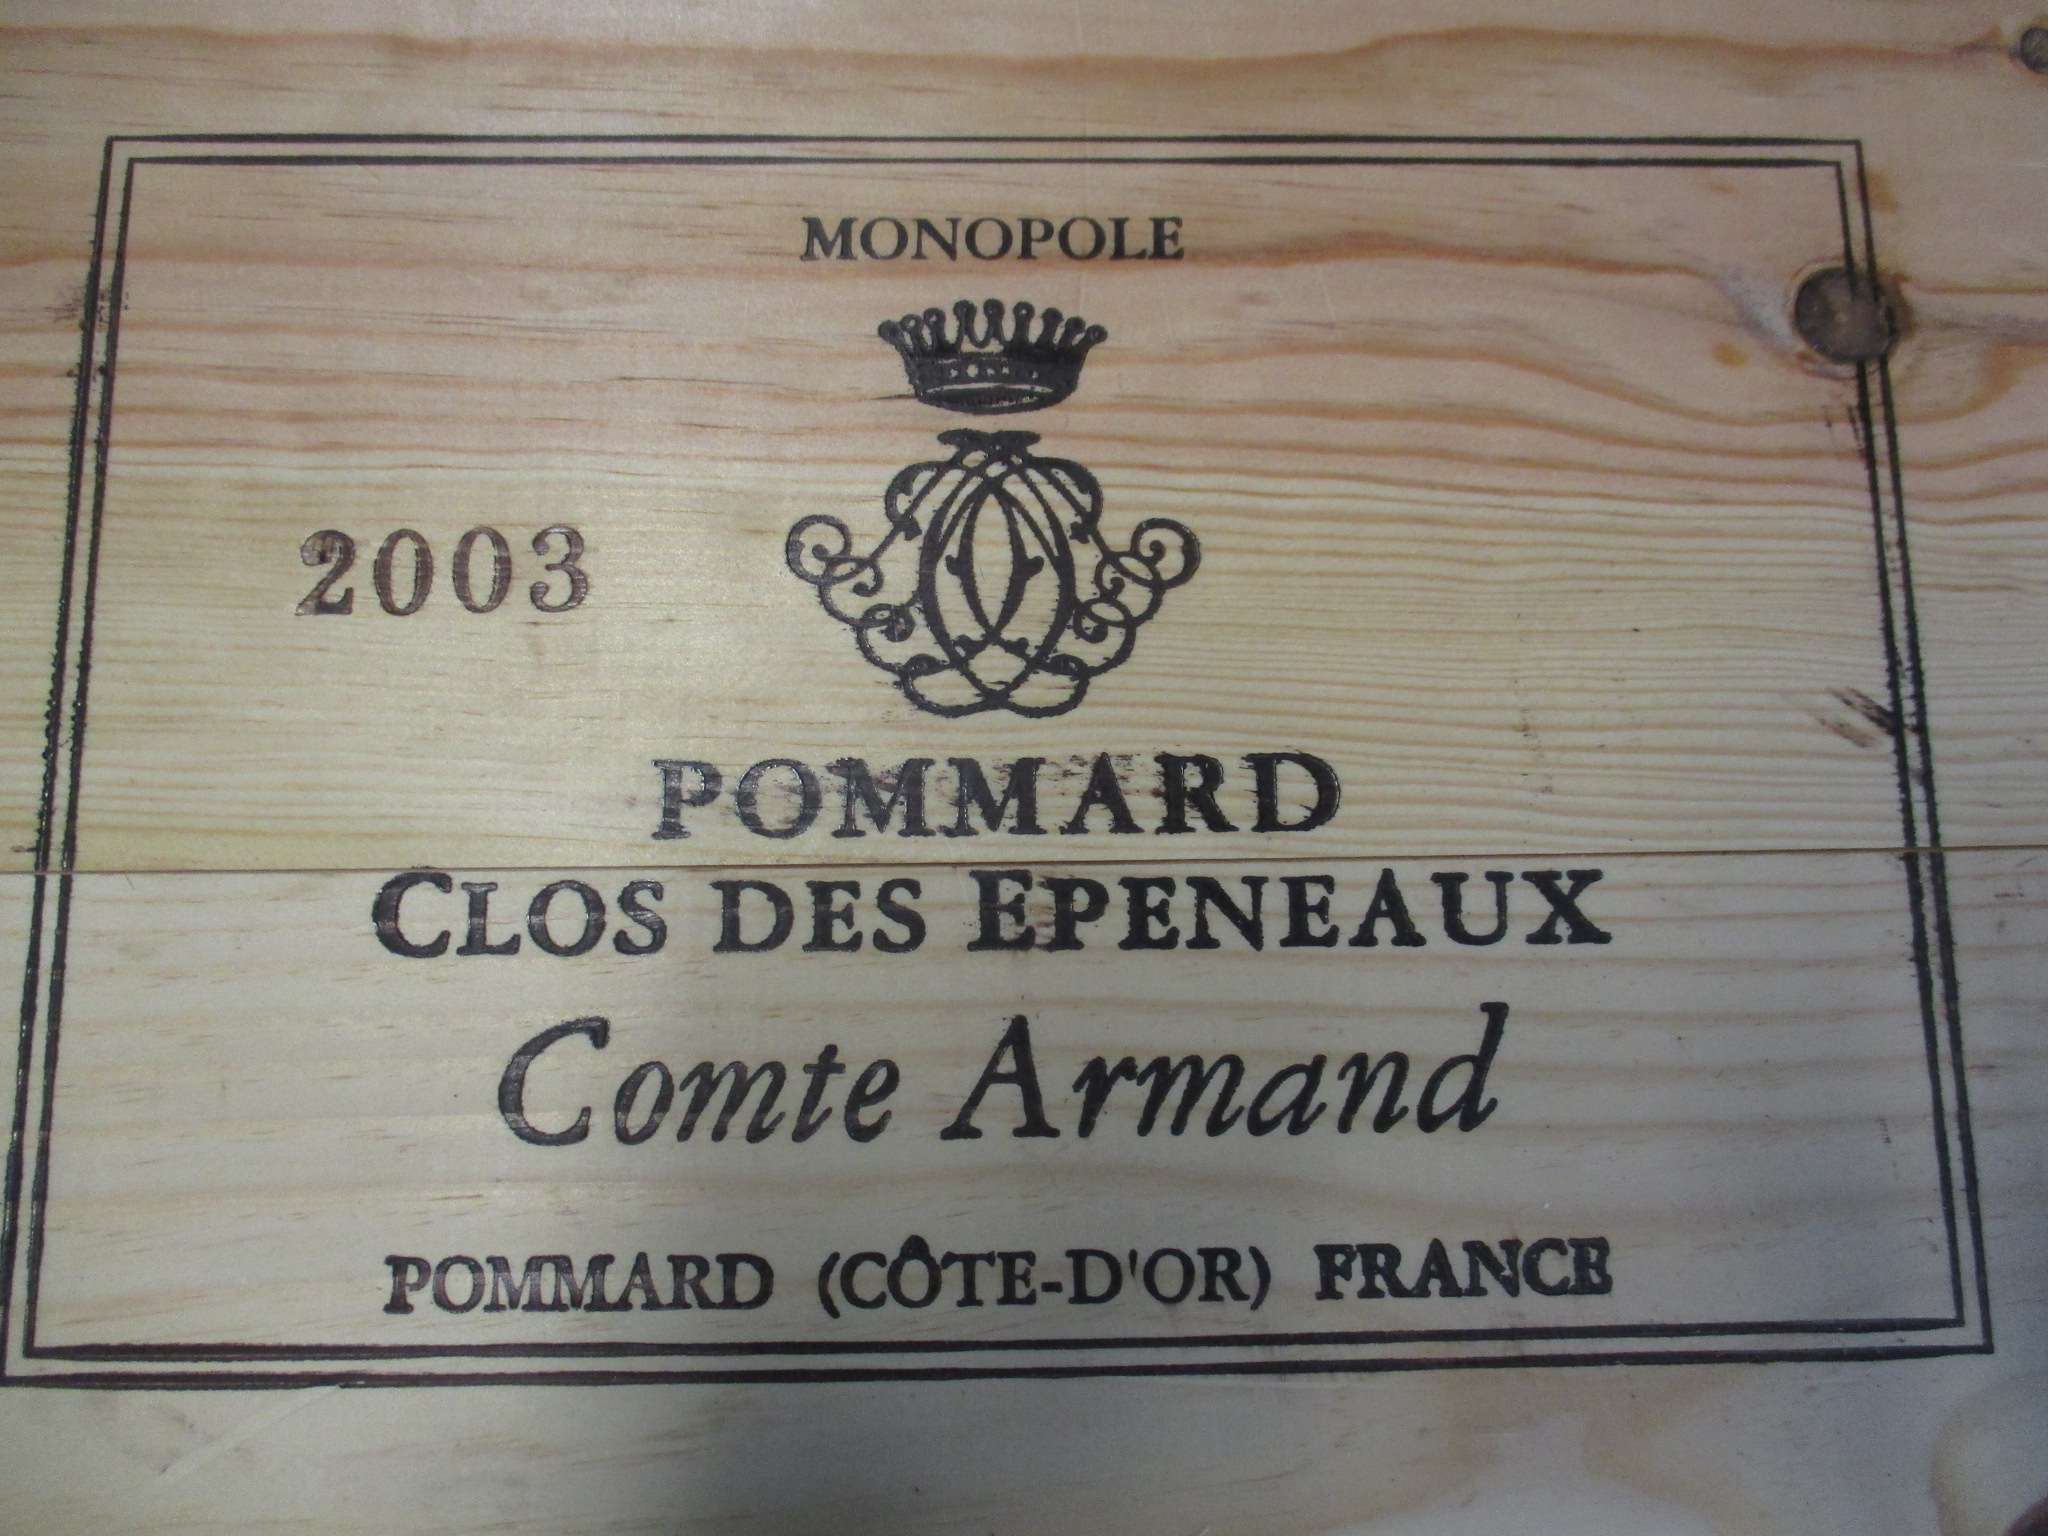 MONOPOLE
2003
POMMARD
CLOS DES EPENEAUX
Comte Armand
POMMARD (CÔTE-D'OR) FRANCE